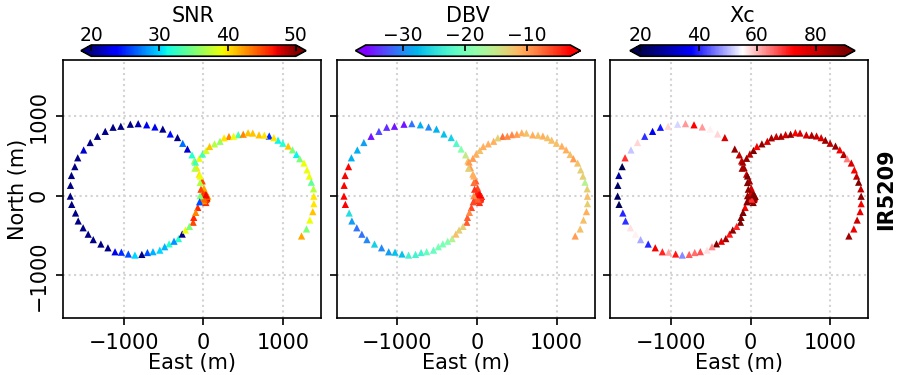 SNR DBV Xc
20 30 40 50 −30 −20 −10 20 40 60 80
North (m)
1000
0
−1000
IR5209
−1000 0 1000 −1000 0 1000 −1000 0 1000
East (m) East (m) East (m)